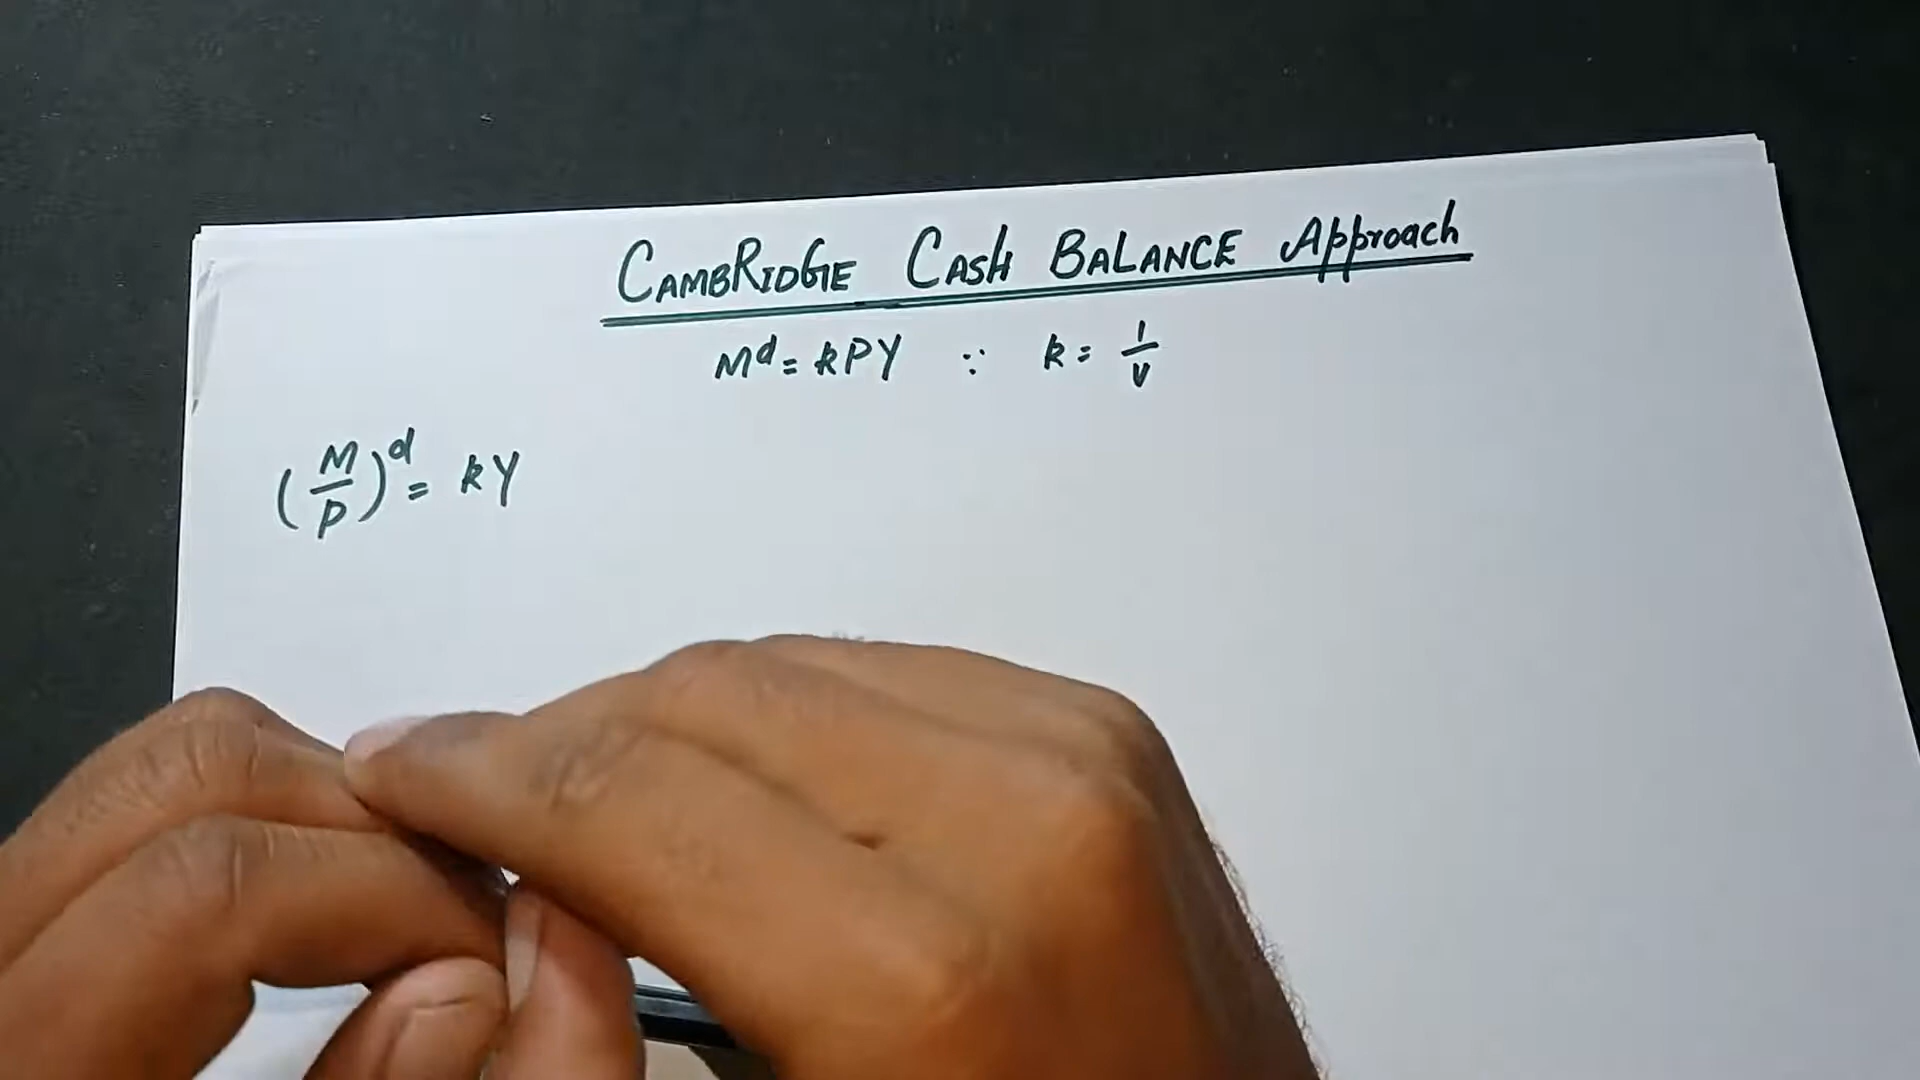 CAMBRIDGE CASH BALANCE Approach
Mᵈ = kPY ∵ k = 1/V
(M/P)ᵈ = kY